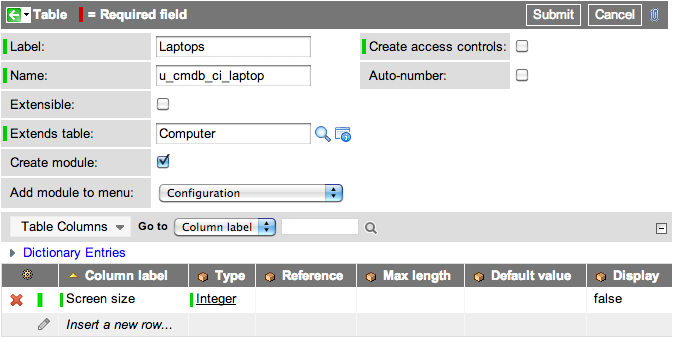 Table = Required field Submit Cancel
Label: Laptops Create access controls:
Name: u_cmdb_ci_laptop Auto-number:
Extensible:
Extends table: Computer
Create module:
Add module to menu: Configuration
Table Columns Go to Column label
Dictionary Entries
Column label Type Reference Max length Default value Display
Screen size Integer false
Insert a new row...